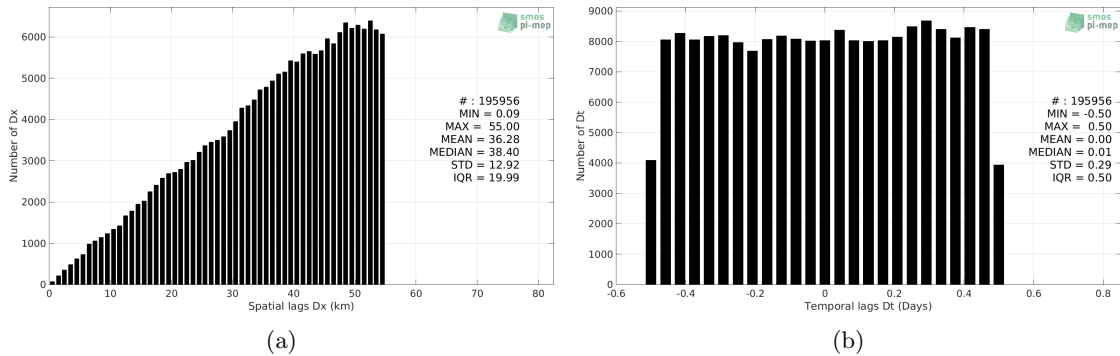 smos
pi-mep
6000
5000
4000
3000
2000
1000
0
Number of Dx
# : 195956
MIN = 0.09
MAX = 55.00
MEAN = 36.28
MEDIAN = 38.40
STD = 12.92
IQR = 19.99
0 10 20 30 40 50 60 70 80
Spatial lags Dx (km)
(a)
smos
pi-mep
9000
8000
7000
6000
5000
4000
3000
2000
1000
0
Number of Dt
# : 195956
MIN = -0.50
MAX = 0.50
MEAN = 0.00
MEDIAN = 0.01
STD = 0.29
IQR = 0.50
-0.6 -0.4 -0.2 0 0.2 0.4 0.6 0.8
Temporal lags Dt (Days)
(b)